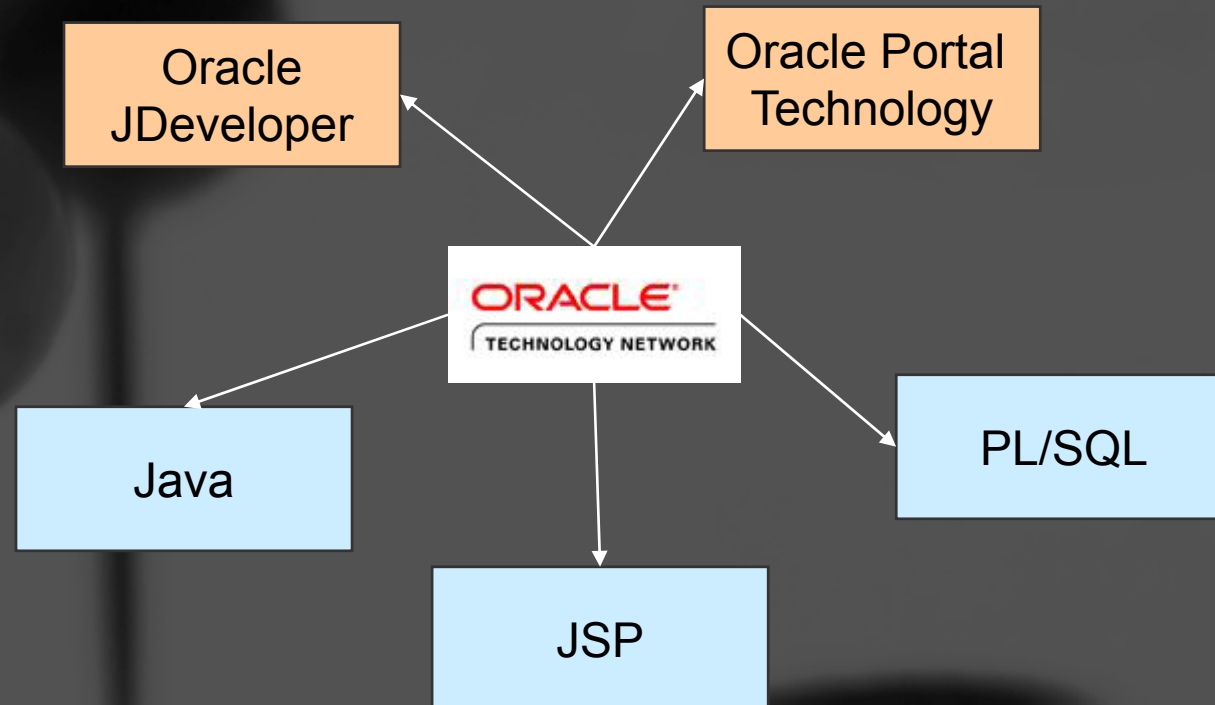 Oracle
JDeveloper
Oracle Portal
Technology
ORACLE®
TECHNOLOGY NETWORK
Java
PL/SQL
JSP